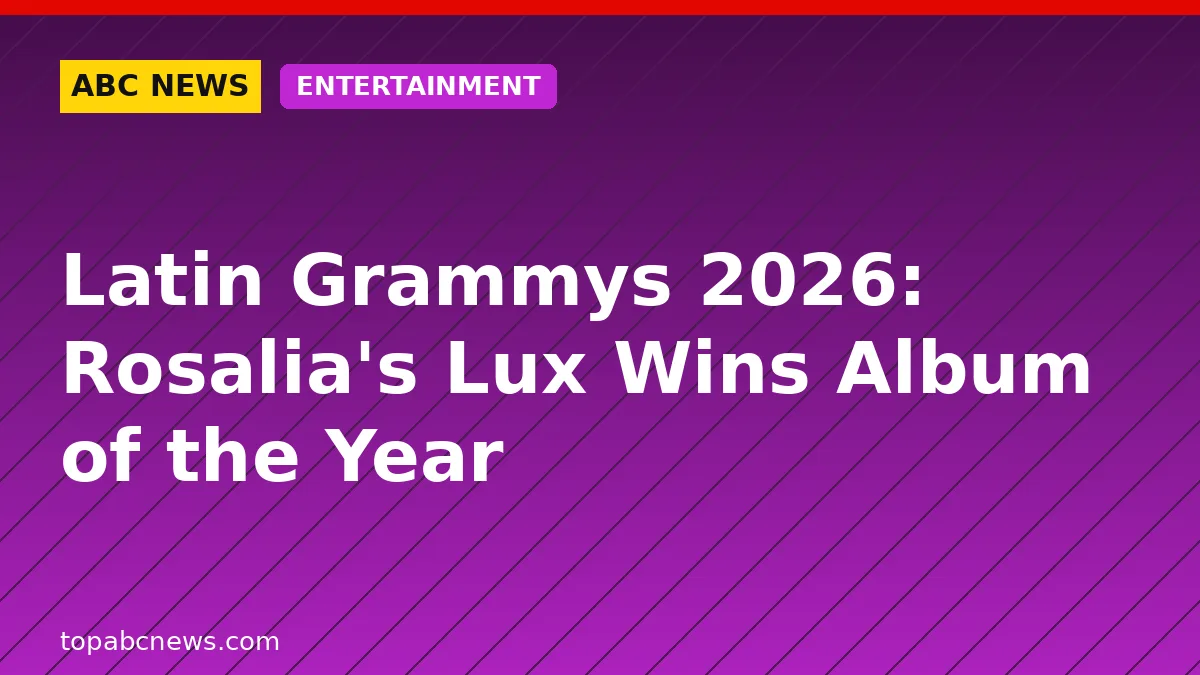 ABC NEWS ENTERTAINMENT
Latin Grammys 2026:
Rosalia's Lux Wins Album
of the Year
topabcnews.com